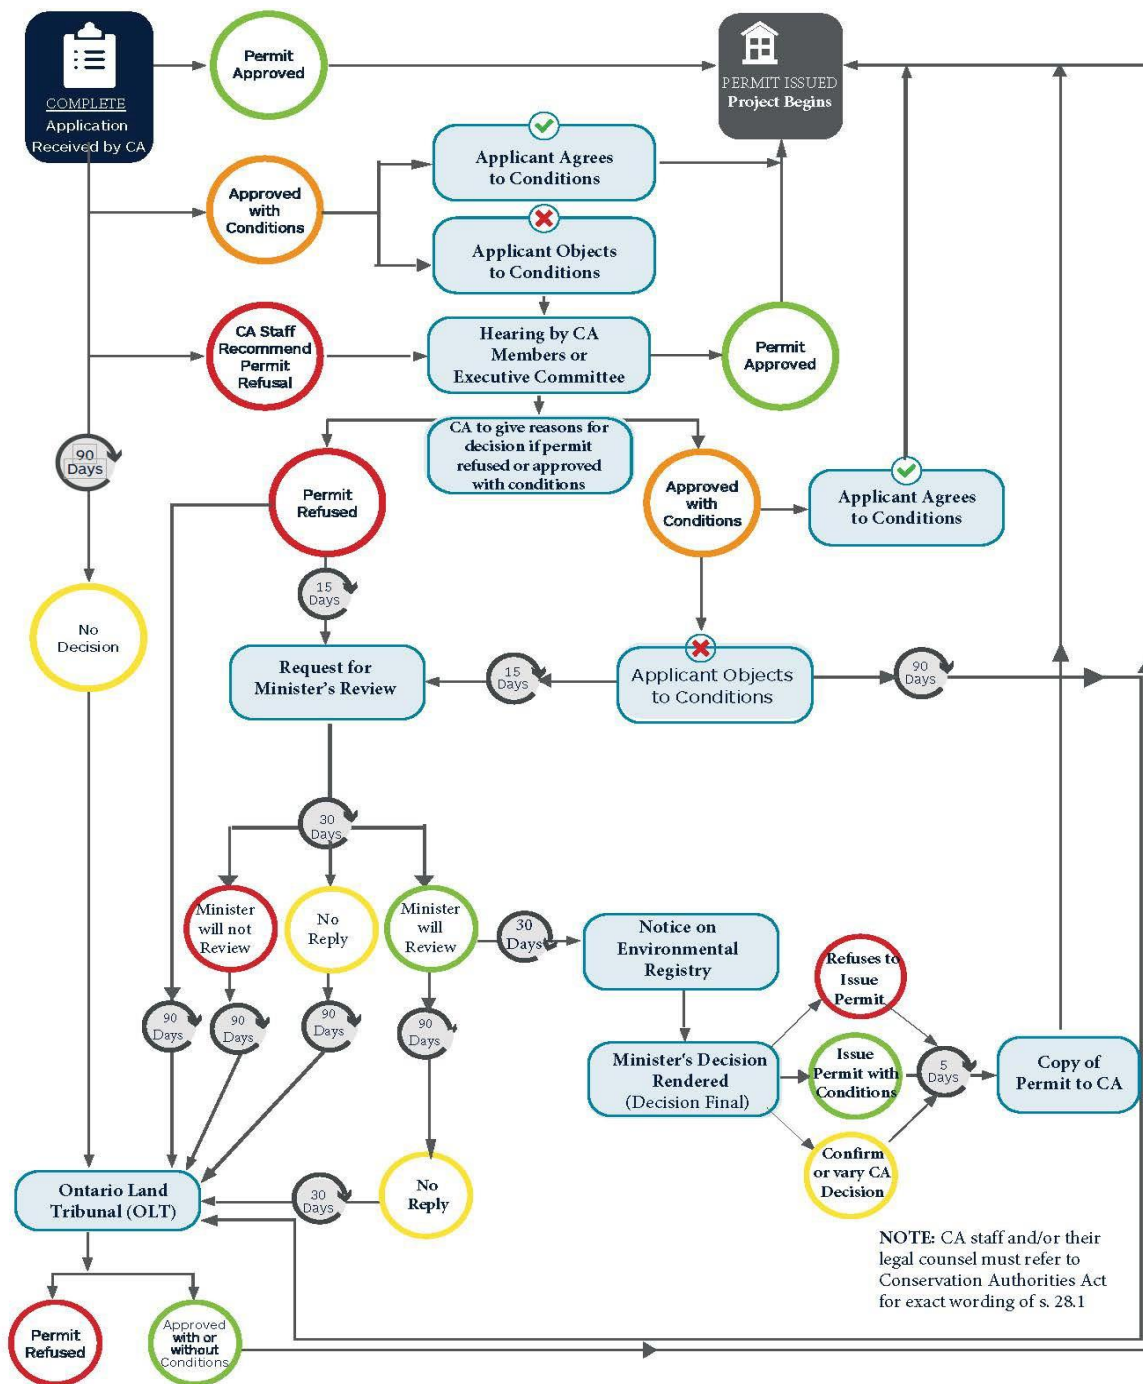 COMPLETE
Application
Received by CA
Permit
Approved
PERMIT ISSUED
Project Begins
Approved
with
Conditions
Applicant Agrees
to Conditions
Applicant Objects
to Conditions
CA Staff
Recommend
Permit
Refusal
Hearing by CA
Members or
Executive Committee
Permit
Approved
CA to give reasons for
decision if permit
refused or approved
with conditions
90
Days
Permit
Refused
Approved
with
Conditions
Applicant Agrees
to Conditions
15
Days
No
Decision
Request for
Minister's Review
15
Days
Applicant Objects
to Conditions
90
Days
30
Days
Minister
will not
Review
No
Reply
Minister
will
Review
30
Days
Notice on
Environmental
Registry
Refuses to
Issue
Permit
90
Days
90
Days
90
Days
90
Days
Minister's Decision
Rendered
(Decision Final)
Issue
Permit with
Conditions
5
Days
Copy of
Permit to CA
Confirm
or vary CA
Decision
Ontario Land
Tribunal (OLT)
30
Days
No
Reply
NOTE: CA staff and/or their
legal counsel must refer to
Conservation Authorities Act
for exact wording of s. 28.1
Permit
Refused
Approved
with or
without
Conditions